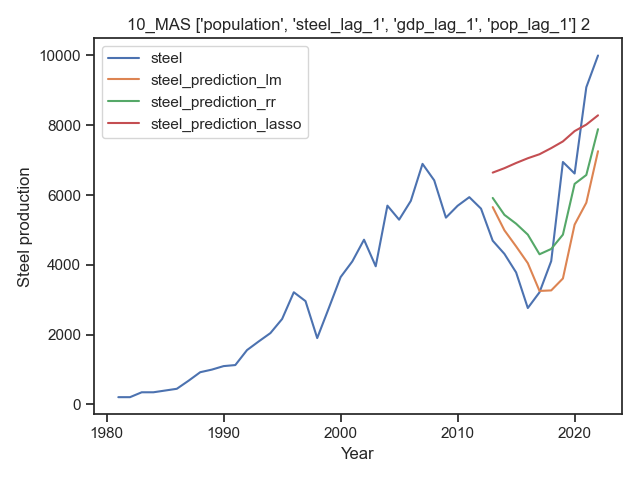 10_MAS ['population', 'steel_lag_1', 'gdp_lag_1', 'pop_lag_1'] 2
steel
steel_prediction_lm
steel_prediction_rr
steel_prediction_lasso
Steel production
10000
8000
6000
4000
2000
0
1980 1990 2000 2010 2020
Year